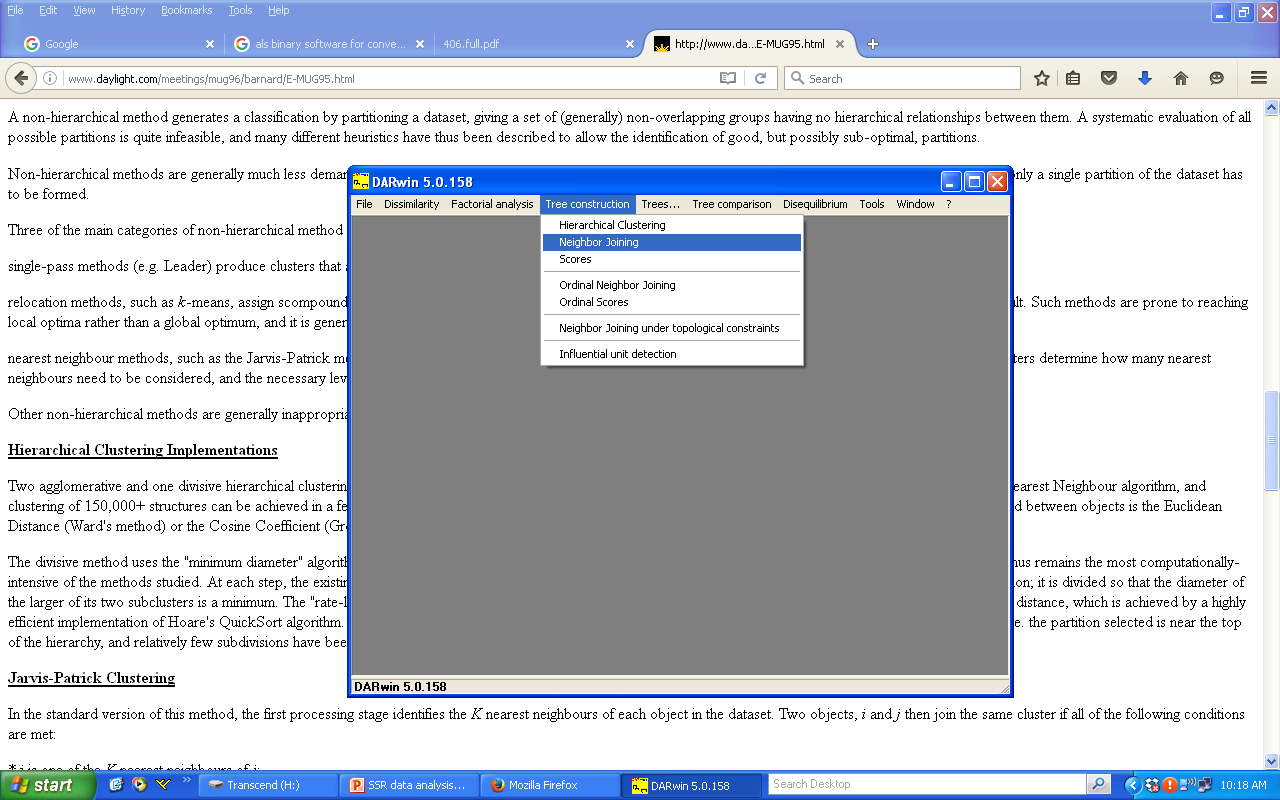 File Edit View History Bookmarks Tools Help
Google
als binary software for conve...
406.full.pdf
http://www.da...E-MUG95.html
www.daylight.com/meetings/mug96/barnard/E-MUG95.html
Search
A non-hierarchical method generates a classification by partitioning a dataset, giving a set of (generally) non-overlapping groups having no hierarchical relationships between them. A systematic evaluation of all
possible partitions is quite infeasible, and many different heuristics have thus been described to allow the identification of good, but possibly sub-optimal, partitions.
Non-hierarchical methods are generally much less deman
only a single partition of the dataset has
to be formed.
Three of the main categories of non-hierarchical method
single-pass methods (e.g. Leader) produce clusters that a
relocation methods, such as k-means, assign scompound
ult. Such methods are prone to reaching
local optima rather than a global optimum, and it is gener
nearest neighbour methods, such as the Jarvis-Patrick me
ters determine how many nearest
neighbours need to be considered, and the necessary lev
Other non-hierarchical methods are generally inappropria
Hierarchical Clustering Implementations
Two agglomerative and one divisive hierarchical clustering
earest Neighbour algorithm, and
clustering of 150,000+ structures can be achieved in a fe
d between objects is the Euclidean
Distance (Ward's method) or the Cosine Coefficient (Gr
The divisive method uses the "minimum diameter" algorith
hus remains the most computationally-
intensive of the methods studied. At each step, the existin
on; it is divided so that the diameter of
the larger of its two subclusters is a minimum. The "rate-l
distance, which is achieved by a highly
efficient implementation of Hoare's QuickSort algorithm.
e. the partition selected is near the top
of the hierarchy, and relatively few subdivisions have been
Jarvis-Patrick Clustering
In the standard version of this method, the first processing stage identifies the K nearest neighbours of each object in the dataset. Two objects, i and j then join the same cluster if all of the following conditions
are met:
* i is one of the K nearest neighbours of j;
DARwin 5.0.158
File Dissimilarity Factorial analysis Tree construction Trees... Tree comparison Disequilibrium Tools Window ?
Hierarchical Clustering
Neighbor Joining
Scores
Ordinal Neighbor Joining
Ordinal Scores
Neighbor Joining under topological constraints
Influential unit detection
DARwin 5.0.158
start
Transcend (H:)
SSR data analysis...
Mozilla Firefox
DARwin 5.0.158
Search Desktop
10:18 AM